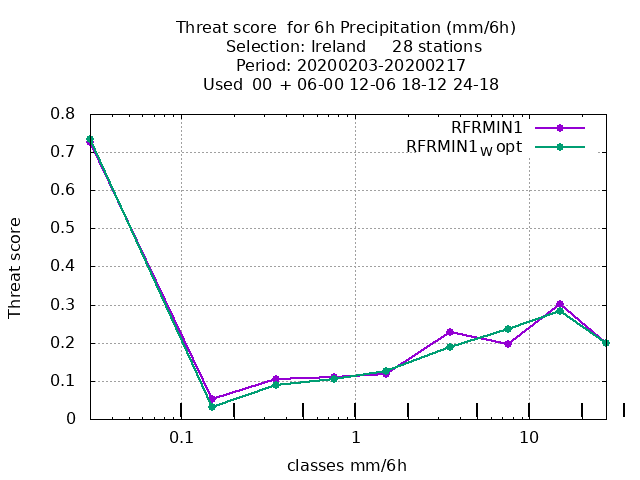 Threat score  for 6h Precipitation (mm/6h)
Selection: Ireland     28 stations
Period: 20200203-20200217
Used  00  + 06-00 12-06 18-12 24-18
RFRMIN1
RFRMIN1W opt
0.8
0.7
0.6
0.5
0.4
0.3
0.2
0.1
0
Threat score
0.1
1
10
classes mm/6h